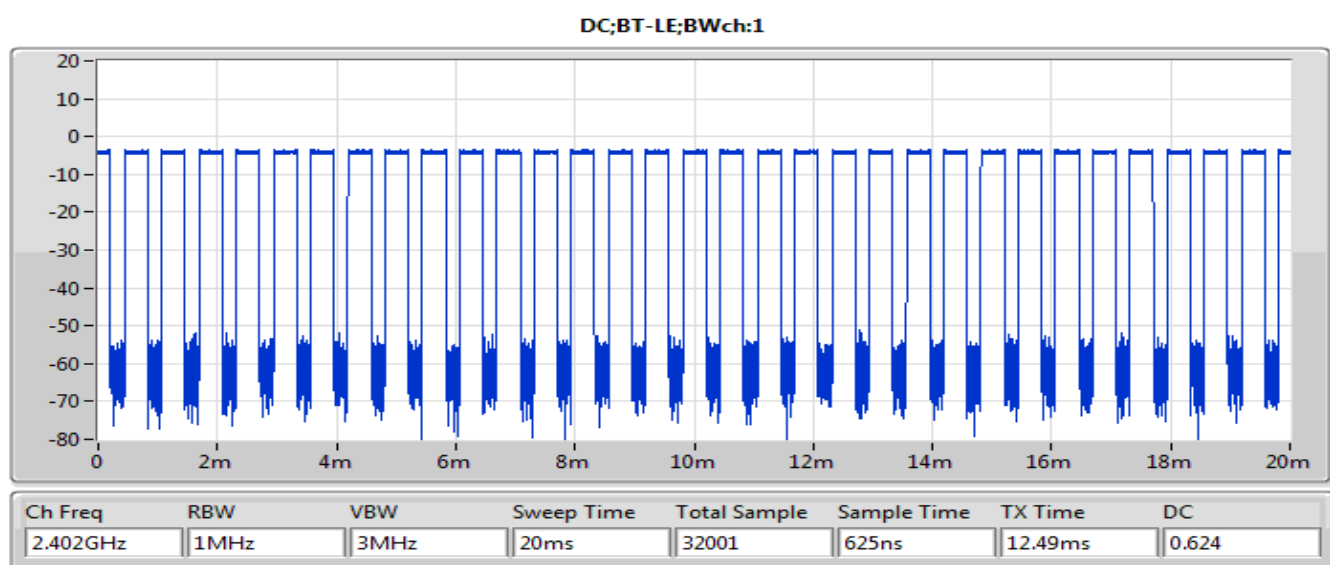 DC;BT-LE;BWch:1
20
10
0
-10
-20
-30
-40
-50
-60
-70
-80
0 2m 4m 6m 8m 10m 12m 14m 16m 18m 20m
Ch Freq RBW VBW Sweep Time Total Sample Sample Time TX Time DC
2.402GHz 1MHz 3MHz 20ms 32001 625ns 12.49ms 0.624